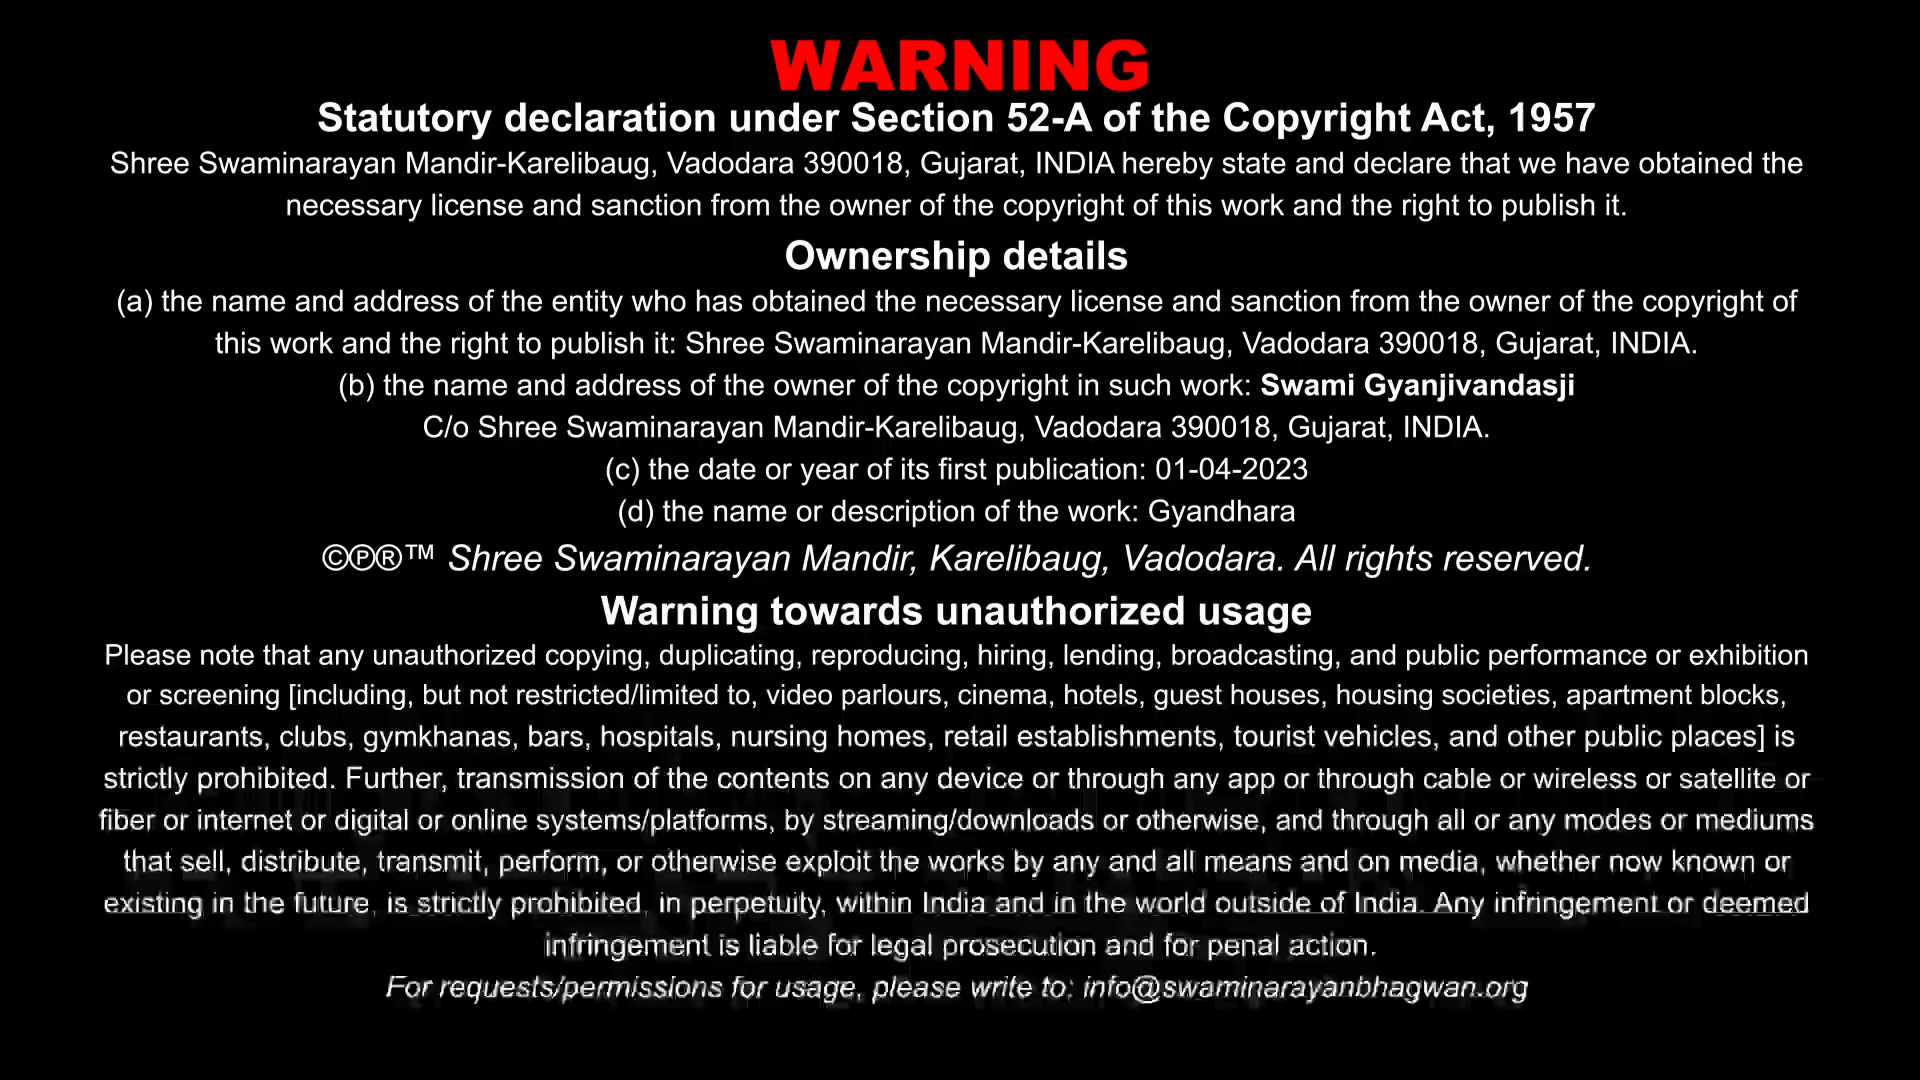 WARNING
Statutory declaration under Section 52-A of the Copyright Act, 1957
Shree Swaminarayan Mandir-Karelibaug, Vadodara 390018, Gujarat, INDIA hereby state and declare that we have obtained the
necessary license and sanction from the owner of the copyright of this work and the right to publish it.
Ownership details
(a) the name and address of the entity who has obtained the necessary license and sanction from the owner of the copyright of
this work and the right to publish it: Shree Swaminarayan Mandir-Karelibaug, Vadodara 390018, Gujarat, INDIA.
(b) the name and address of the owner of the copyright in such work: Swami Gyanjivandasji
C/o Shree Swaminarayan Mandir-Karelibaug, Vadodara 390018, Gujarat, INDIA.
(c) the date or year of its first publication: 01-04-2023
(d) the name or description of the work: Gyandhara
©℗®™ Shree Swaminarayan Mandir, Karelibaug, Vadodara. All rights reserved.
Warning towards unauthorized usage
Please note that any unauthorized copying, duplicating, reproducing, hiring, lending, broadcasting, and public performance or exhibition
or screening [including, but not restricted/limited to, video parlours, cinema, hotels, guest houses, housing societies, apartment blocks,
restaurants, clubs, gymkhanas, bars, hospitals, nursing homes, retail establishments, tourist vehicles, and other public places] is
strictly prohibited. Further, transmission of the contents on any device or through any app or through cable or wireless or satellite or
fiber or internet or digital or online systems/platforms, by streaming/downloads or otherwise, and through all or any modes or mediums
that sell, distribute, transmit, perform, or otherwise exploit the works by any and all means and on media, whether now known or
existing in the future, is strictly prohibited, in perpetuity, within India and in the world outside of India. Any infringement or deemed
infringement is liable for legal prosecution and for penal action.
For requests/permissions for usage, please write to: info@swaminarayanbhagwan.org